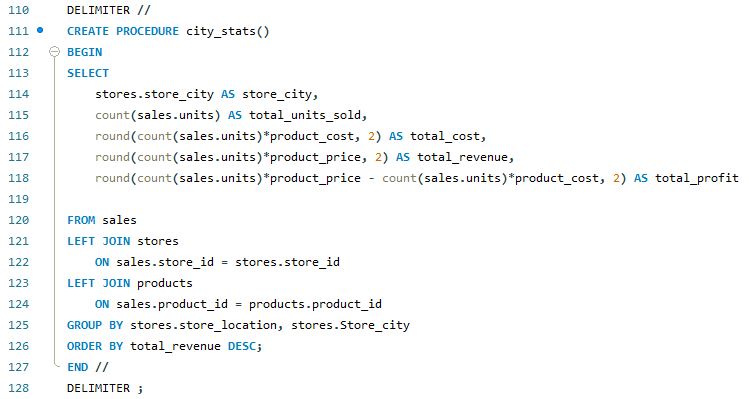 110 DELIMITER //
111 CREATE PROCEDURE city_stats()
112 BEGIN
113 SELECT
114 stores.store_city AS store_city,
115 count(sales.units) AS total_units_sold,
116 round(count(sales.units)*product_cost, 2) AS total_cost,
117 round(count(sales.units)*product_price, 2) AS total_revenue,
118 round(count(sales.units)*product_price - count(sales.units)*product_cost, 2) AS total_profit
119
120 FROM sales
121 LEFT JOIN stores
122 ON sales.store_id = stores.store_id
123 LEFT JOIN products
124 ON sales.product_id = products.product_id
125 GROUP BY stores.store_location, stores.Store_city
126 ORDER BY total_revenue DESC;
127 END //
128 DELIMITER ;